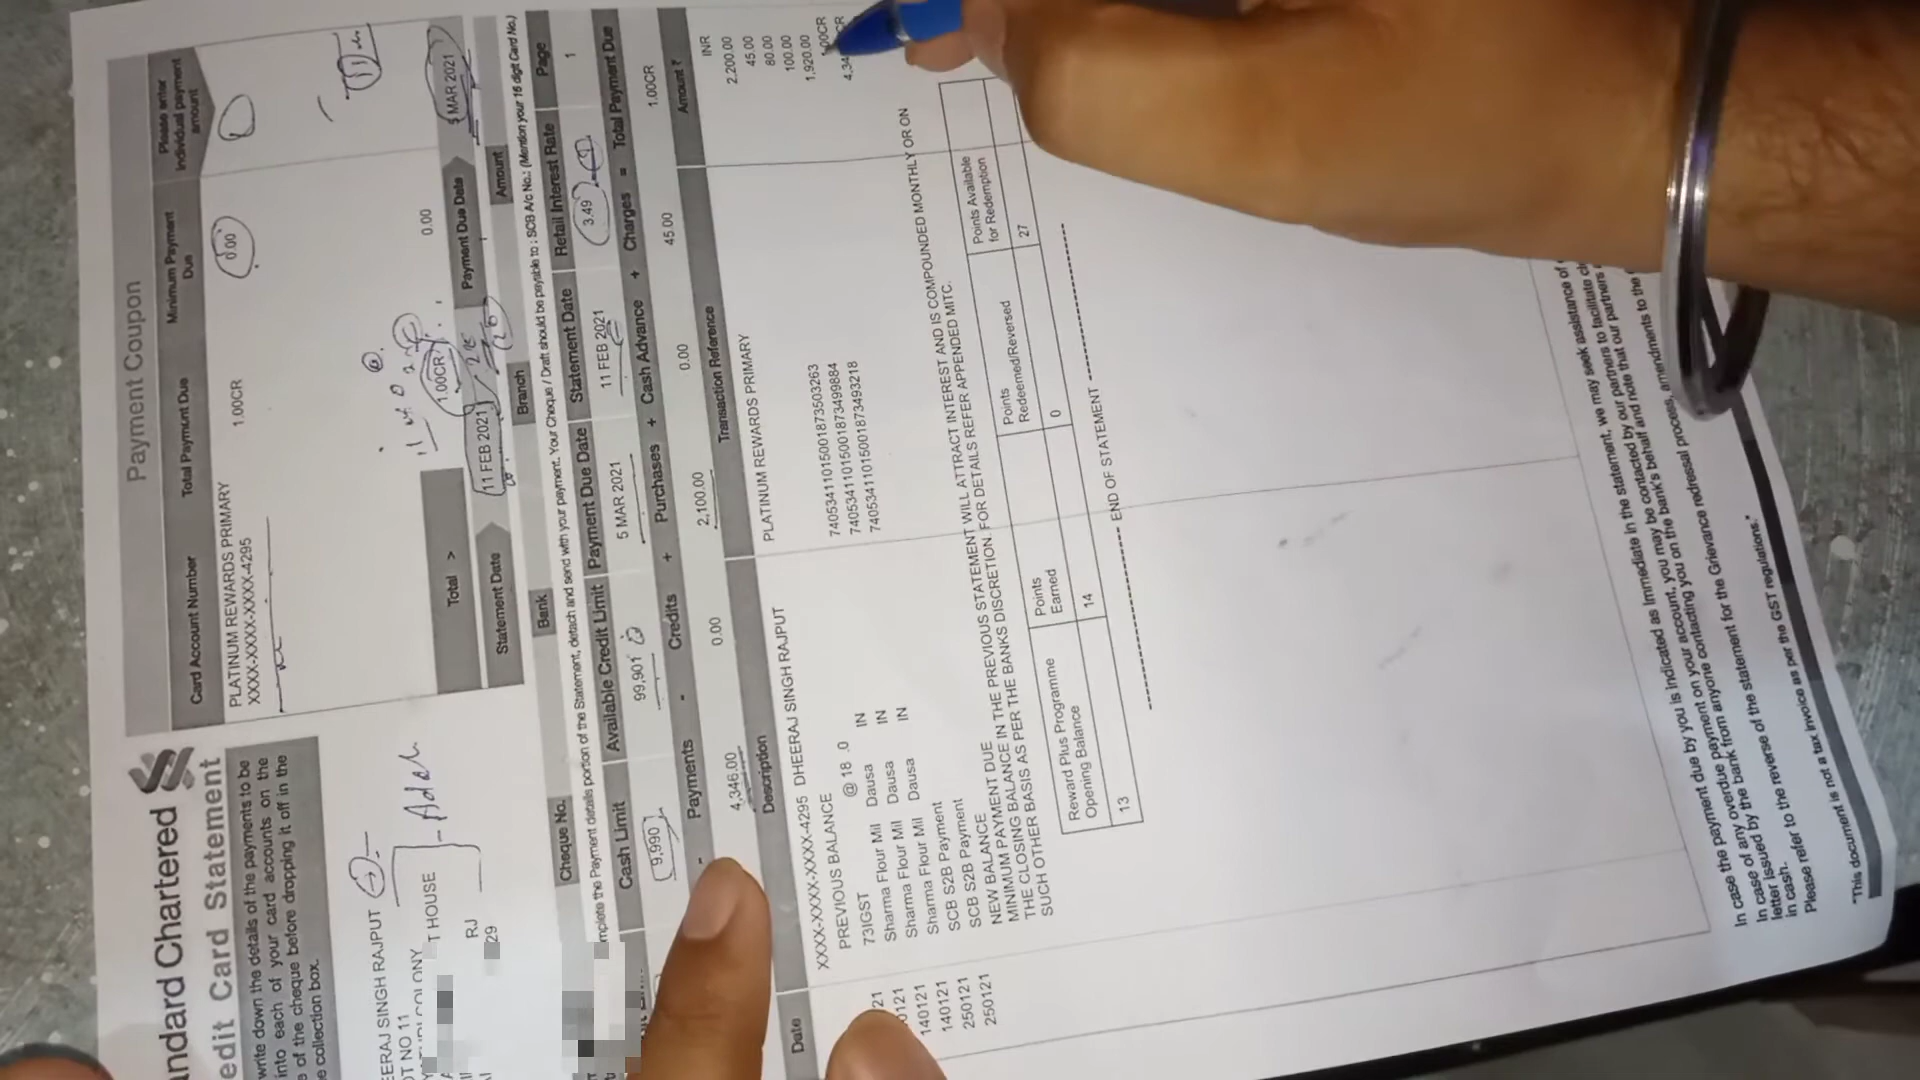 Standard Chartered
Credit Card Statement
write down the details of the payments to be
into each of your card accounts on the
of the cheque before dropping it off in the
collection box.
Payment Coupon
Card Account Number Total Payment Due Minimum Payment Due Please enter individual payment amount
PLATINUM REWARDS PRIMARY 1.00CR 0.00
XXXX-XXXX-XXXX-4295
EERAJ SINGH RAJPUT
OT NO 11
COLONY
T HOUSE
RJ
29
Adeh
Total > 1.00CR 0.00
Statement Date 11 FEB 2021 Payment Due Date 5 MAR 2021
Cheque No. Bank Branch Amount
mplete the Payment details portion of the Statement, detach and send with your payment. Your Cheque / Draft should be payable to : SCB A/c No.: (Mention your 16 digit Card No.)
Cash Limit Available Credit Limit Payment Due Date Statement Date Retail Interest Rate Page
9,990 99,901 5 MAR 2021 11 FEB 2021 3.49 1
- Payments - Credits + Purchases + Cash Advance + Charges = Total Payment Due
4,346.00 0.00 2,100.00 0.00 45.00 1.00CR
Date Description Transaction Reference Amount ₹
XXXX-XXXX-XXXX-4295 DHEERAJ SINGH RAJPUT PLATINUM REWARDS PRIMARY INR
PREVIOUS BALANCE 2,200.00
73IGST @ 18 .0 45.00
0121 Sharma Flour Mil Dausa IN 74053411015001873503263 80.00
140121 Sharma Flour Mil Dausa IN 74053411015001873499884 100.00
140121 Sharma Flour Mil Dausa IN 74053411015001873493218 1,920.00
250121 SCB S2B Payment 1.00CR
250121 SCB S2B Payment 4,34 CR
NEW BALANCE
MINIMUM PAYMENT DUE
THE CLOSING BALANCE IN THE PREVIOUS STATEMENT WILL ATTRACT INTEREST AND IS COMPOUNDED MONTHLY OR ON
SUCH OTHER BASIS AS PER THE BANKS DISCRETION. FOR DETAILS REFER APPENDED MITC.
Reward Plus Programme Opening Balance Points Earned Points Redeemed/Reversed Points Available for Redemption
13 14 0 27
---------- END OF STATEMENT ----------
In case the payment due by you is indicated as Immediate in the statement, we may seek assistance of
In case of any overdue payment on your account, you may be contacted by our partners to facilitate
letter issued by the bank from anyone contacting you on the bank's behalf and note that our partners
in cash.
Please refer to the reverse of the statement for the Grievance redressal process, amendments to the
"This document is not a tax invoice as per the GST regulations."